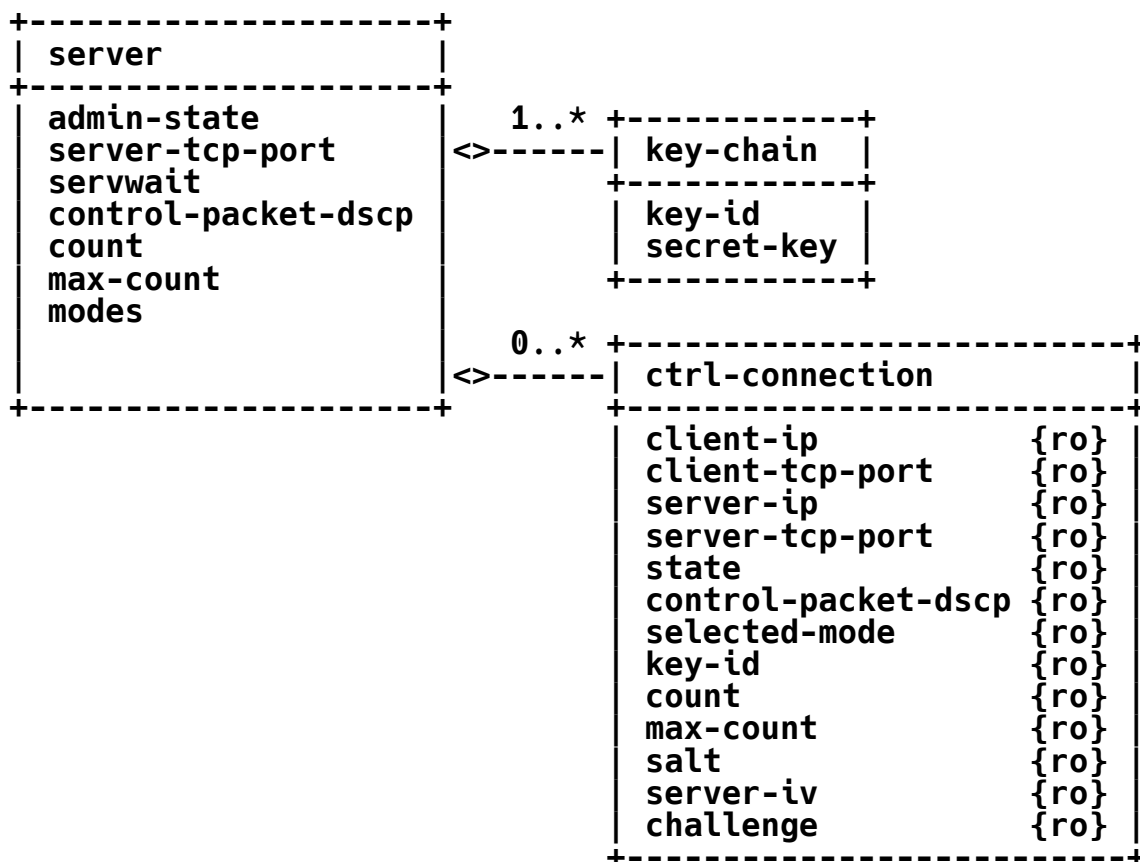 +---------------------+
| server              |
+---------------------+
| admin-state         |   1..* +------------+
| server-tcp-port     |<>------| key-chain  |
| servwait            |        +------------+
| control-packet-dscp |        | key-id     |
| count               |        | secret-key |
| max-count           |        +------------+
| modes               |
|                     |   0..* +--------------------------+
|                     |<>------| ctrl-connection          |
+---------------------+        +--------------------------+
                               | client-ip           {ro} |
                               | client-tcp-port     {ro} |
                               | server-ip           {ro} |
                               | server-tcp-port     {ro} |
                               | state               {ro} |
                               | control-packet-dscp {ro} |
                               | selected-mode       {ro} |
                               | key-id              {ro} |
                               | count               {ro} |
                               | max-count           {ro} |
                               | salt                {ro} |
                               | server-iv           {ro} |
                               | challenge           {ro} |
                               +--------------------------+